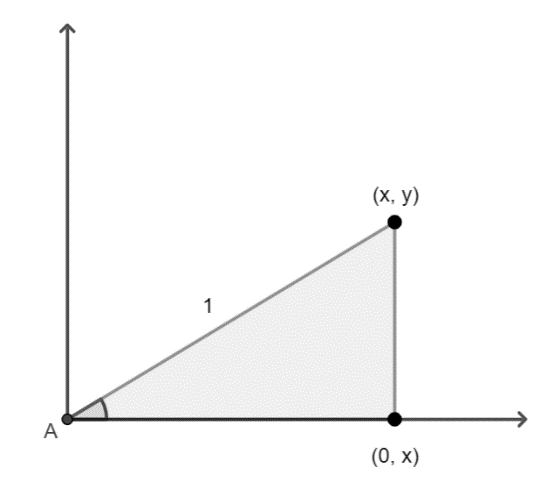 (x, y)
1
A
(0, x)